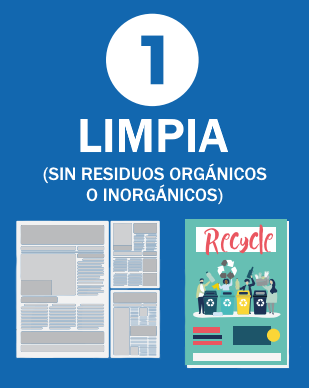 1
LIMPIA
(SIN RESIDUOS ORGÁNICOS
O INORGÁNICOS)
Recycle